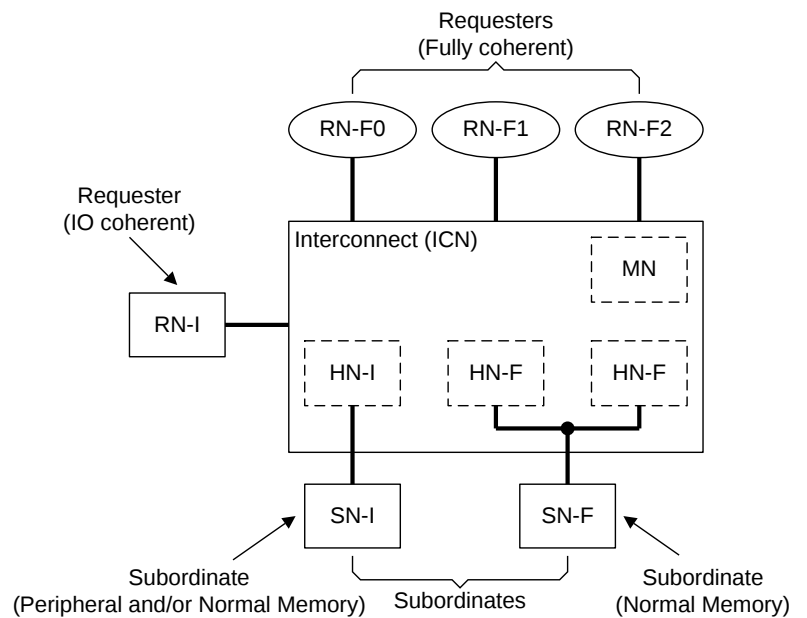 Requesters
(Fully coherent)
RN-F0
RN-F1
RN-F2
Requester
(IO coherent)
Interconnect (ICN)
MN
RN-I
HN-I
HN-F
HN-F
SN-I
SN-F
Subordinate
(Peripheral and/or Normal Memory)
Subordinates
Subordinate
(Normal Memory)